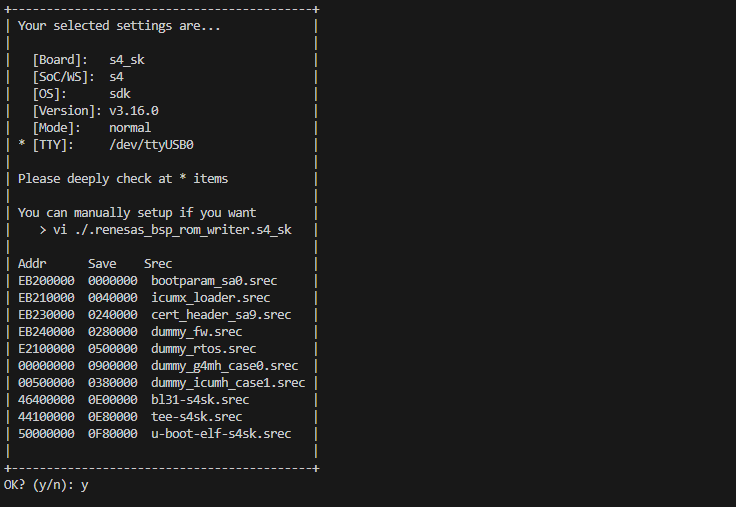 +-------------------------------------------+
| Your selected settings are...             |
|                                           |
|   [Board]:   s4_sk                        |
|   [SoC/WS]:  s4                           |
|   [OS]:      sdk                          |
|   [Version]: v3.16.0                      |
|   [Mode]:    normal                       |
| * [TTY]:     /dev/ttyUSB0                 |
|                                           |
| Please deeply check at * items            |
|                                           |
| You can manually setup if you want        |
|    > vi ./.renesas_bsp_rom_writer.s4_sk   |
|                                           |
| Addr      Save    Srec                    |
| EB200000  0000000  bootparam_sa0.srec     |
| EB210000  0040000  icumx_loader.srec      |
| EB230000  0240000  cert_header_sa9.srec   |
| EB240000  0280000  dummy_fw.srec          |
| E2100000  0500000  dummy_rtos.srec        |
| 00000000  0900000  dummy_g4mh_case0.srec  |
| 00500000  0380000  dummy_icumh_case1.srec |
| 46400000  0E00000  bl31-s4sk.srec         |
| 44100000  0E80000  tee-s4sk.srec          |
| 50000000  0F80000  u-boot-elf-s4sk.srec   |
|                                           |
+-------------------------------------------+
OK? (y/n): y